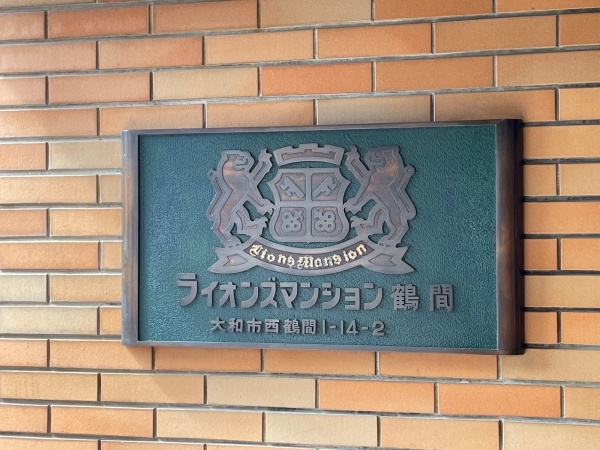 Lions Mansion
ライオンズマンション鶴間
大和市西鶴間1-14-2